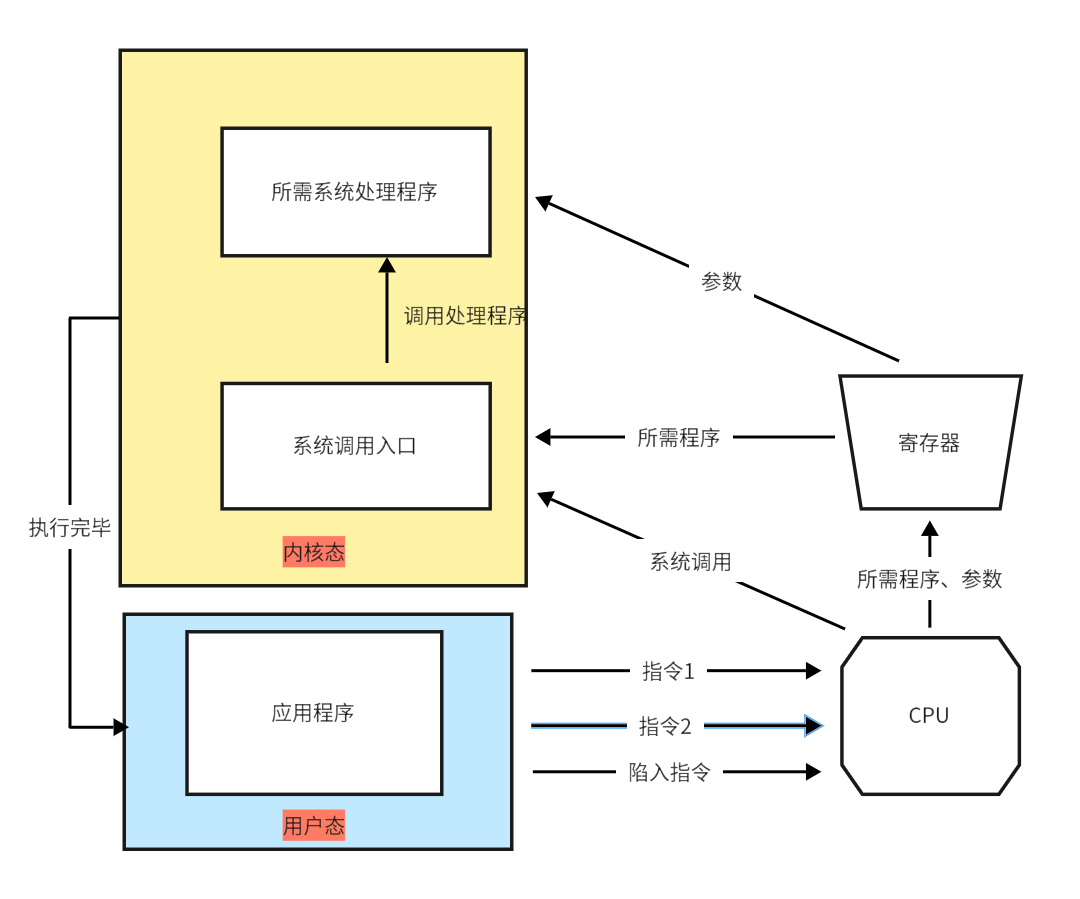 所需系统处理程序
参数
调用处理程序
所需程序
寄存器
系统调用入口
执行完毕
内核态
系统调用
所需程序、参数
指令1
应用程序
CPU
指令2
陷入指令
用户态